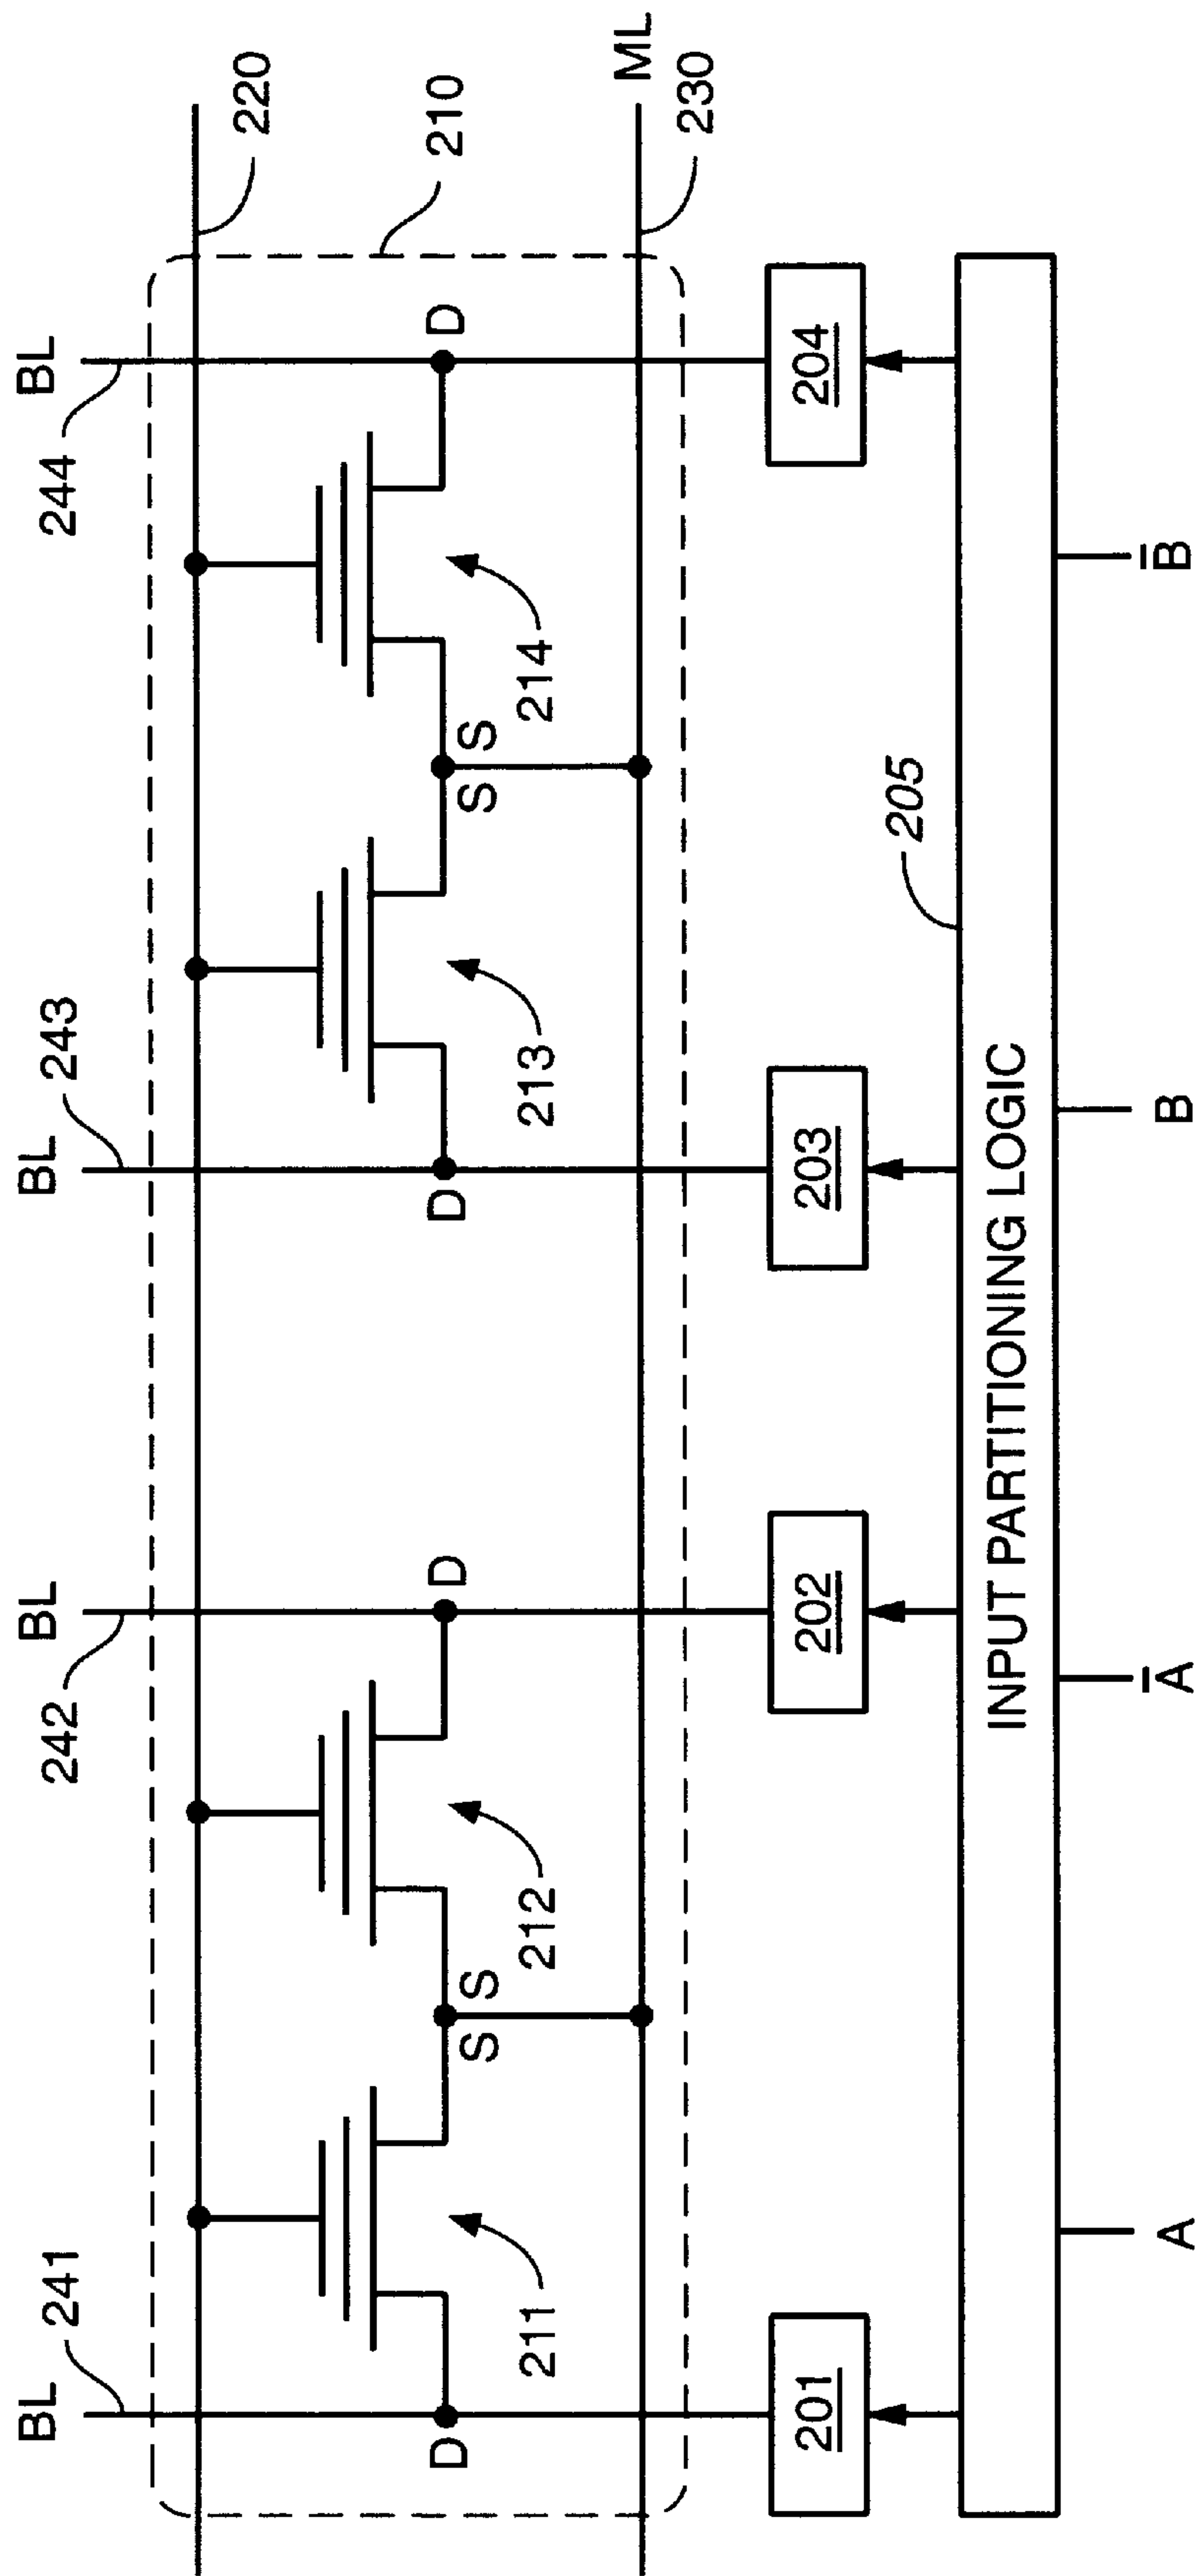 BL 241
242 BL
BL 243
244 BL
220
210
D
S S
D
D
S S
D
211
212
213
214
ML
230
201
202
203
204
205
INPUT PARTITIONING LOGIC
A
A̅
B
B̅